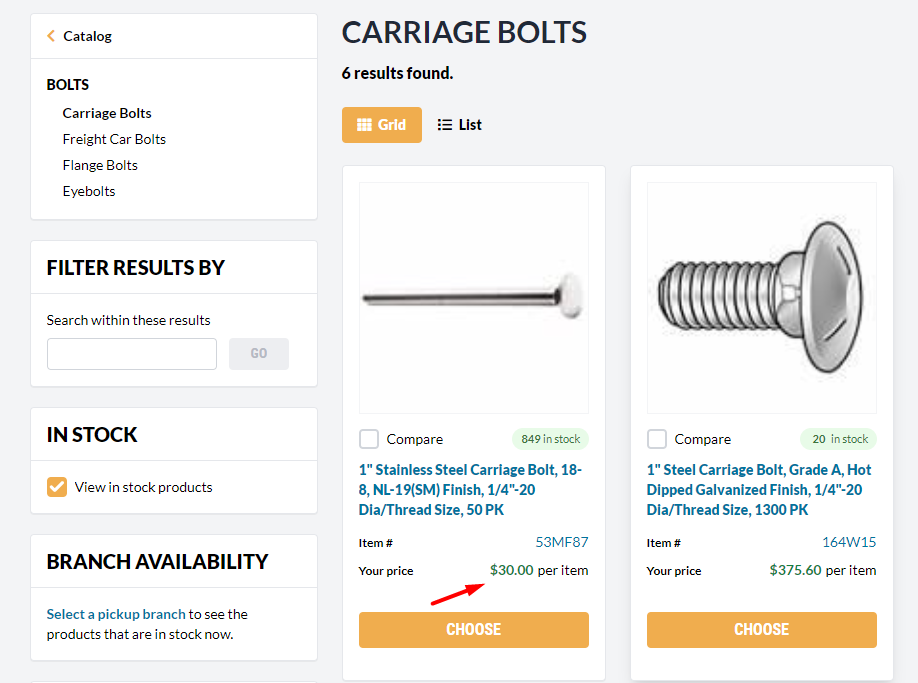 Catalog
BOLTS
Carriage Bolts
Freight Car Bolts
Flange Bolts
Eyebolts
FILTER RESULTS BY
Search within these results
GO
IN STOCK
View in stock products
BRANCH AVAILABILITY
Select a pickup branch to see the
products that are in stock now.
CARRIAGE BOLTS
6 results found.
Grid
List
Compare
849 in stock
1" Stainless Steel Carriage Bolt, 18-
8, NL-19(SM) Finish, 1/4"-20
Dia/Thread Size, 50 PK
Item #
53MF87
Your price
$30.00 per item
CHOOSE
Compare
20 in stock
1" Steel Carriage Bolt, Grade A, Hot
Dipped Galvanized Finish, 1/4"-20
Dia/Thread Size, 1300 PK
Item #
164W15
Your price
$375.60 per item
CHOOSE